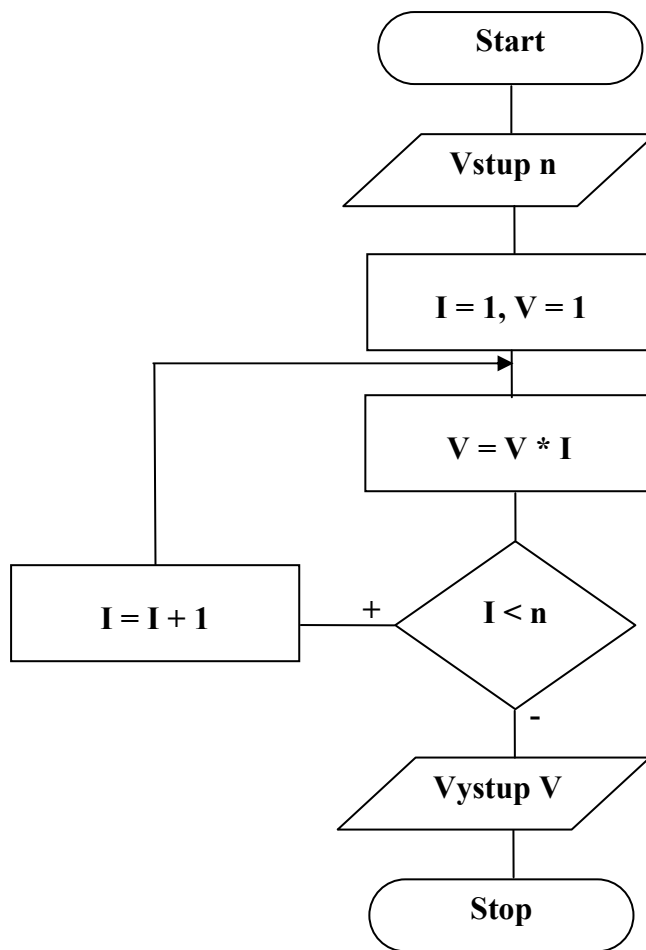 Start
Vstup n
I = 1, V = 1
V = V * I
I < n
+
I = I + 1
-
Vystup V
Stop